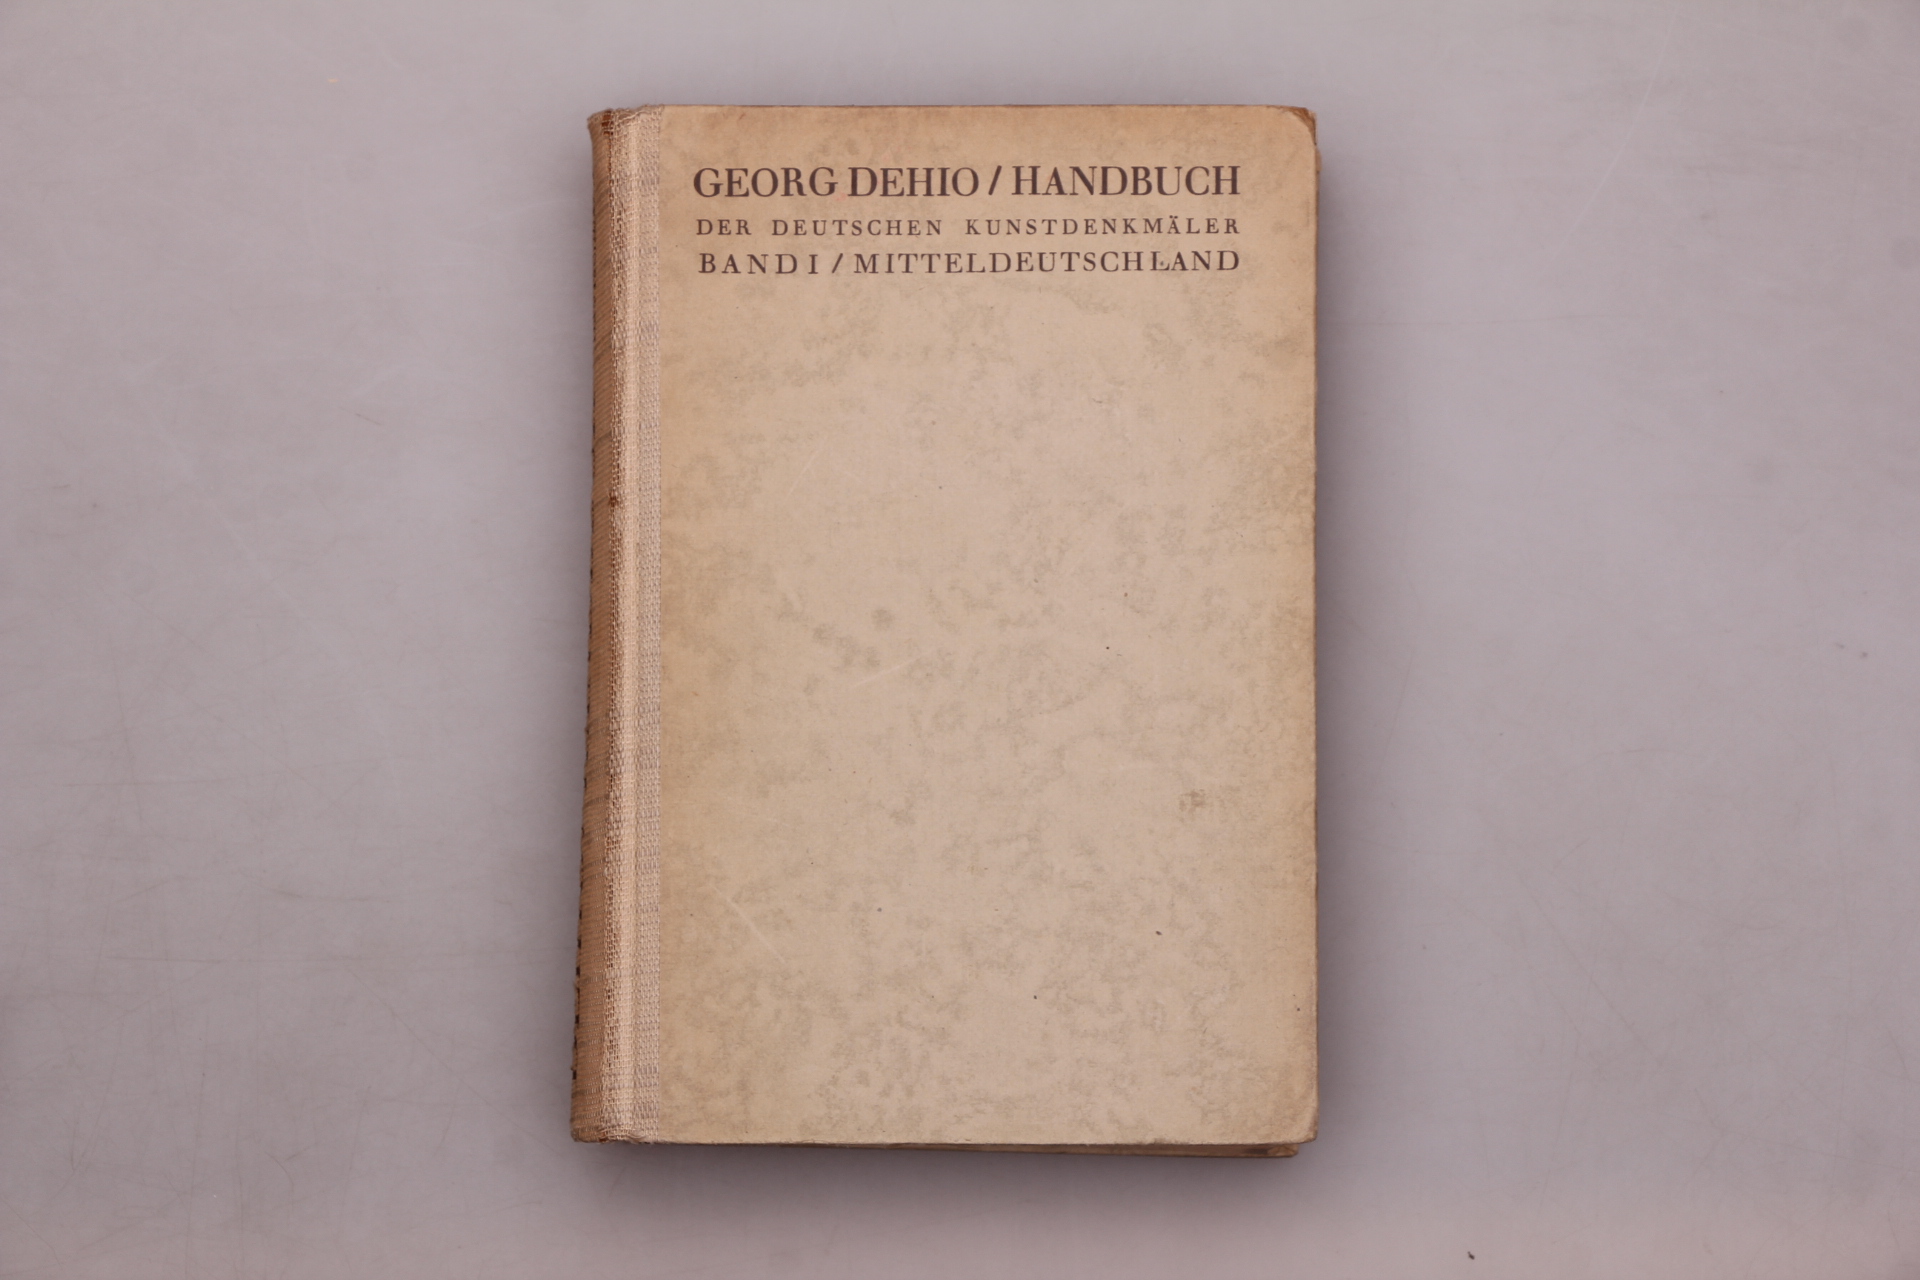 GEORG DEHIO / HANDBUCH
DER DEUTSCHEN KUNSTDENKMÄLER
BAND I / MITTELDEUTSCHLAND